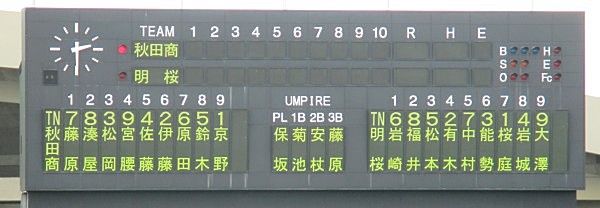 TEAM 1 2 3 4 5 6 7 8 9 10 R H E
秋田商
明桜
B H
S E
O Fc
1 2 3 4 5 6 7 8 9 UMPIRE 1 2 3 4 5 6 7 8 9
TN 7 8 3 9 4 2 6 5 1 PL 1B 2B 3B TN 6 8 5 2 7 3 1 4 9
秋田商 藤原 湊屋 松岡 宮腰 佐藤 伊藤 原田 鈴木 京野 保坂 菊池 安杖 藤原 明桜 岩崎 福井 松本 有木 中村 能勢 桜庭 岩城 大澤